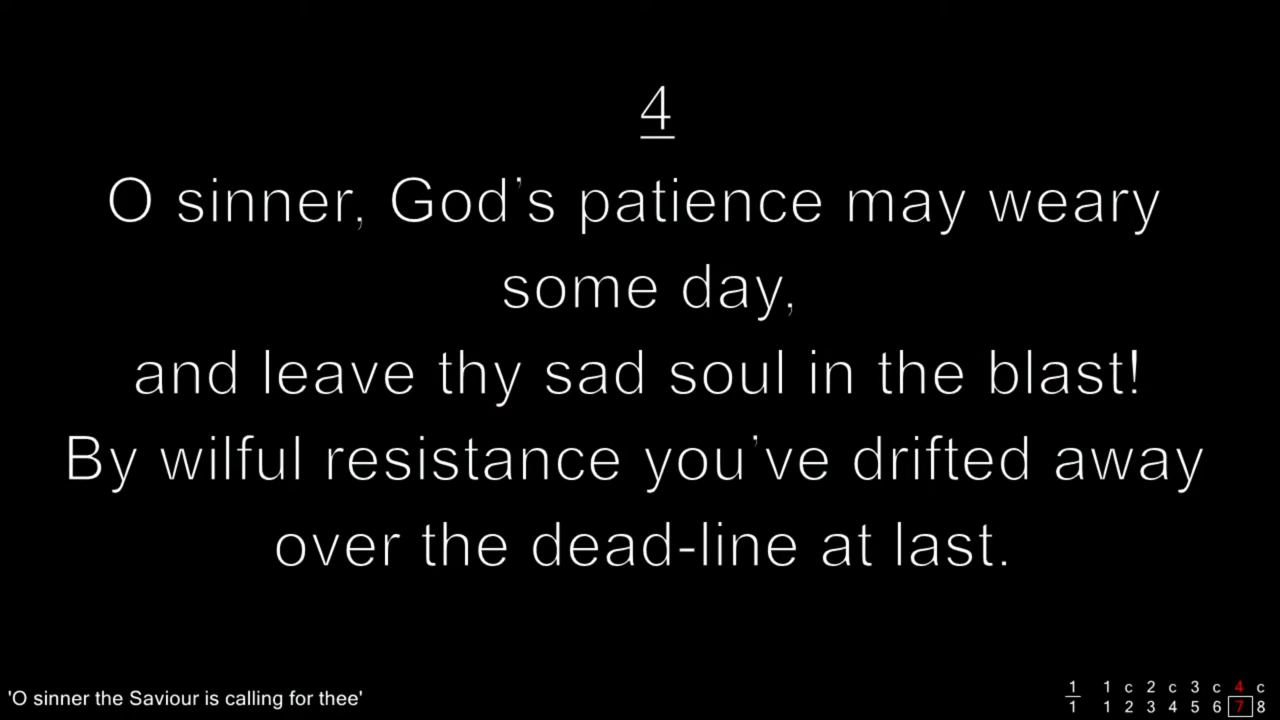 4
O sinner, God’s patience may weary
some day,
and leave thy sad soul in the blast!
By wilful resistance you’ve drifted away
over the dead-line at last.
'O sinner the Saviour is calling for thee'
1 1 c 2 c 3 c 4 c
1 1 2 3 4 5 6 7 8